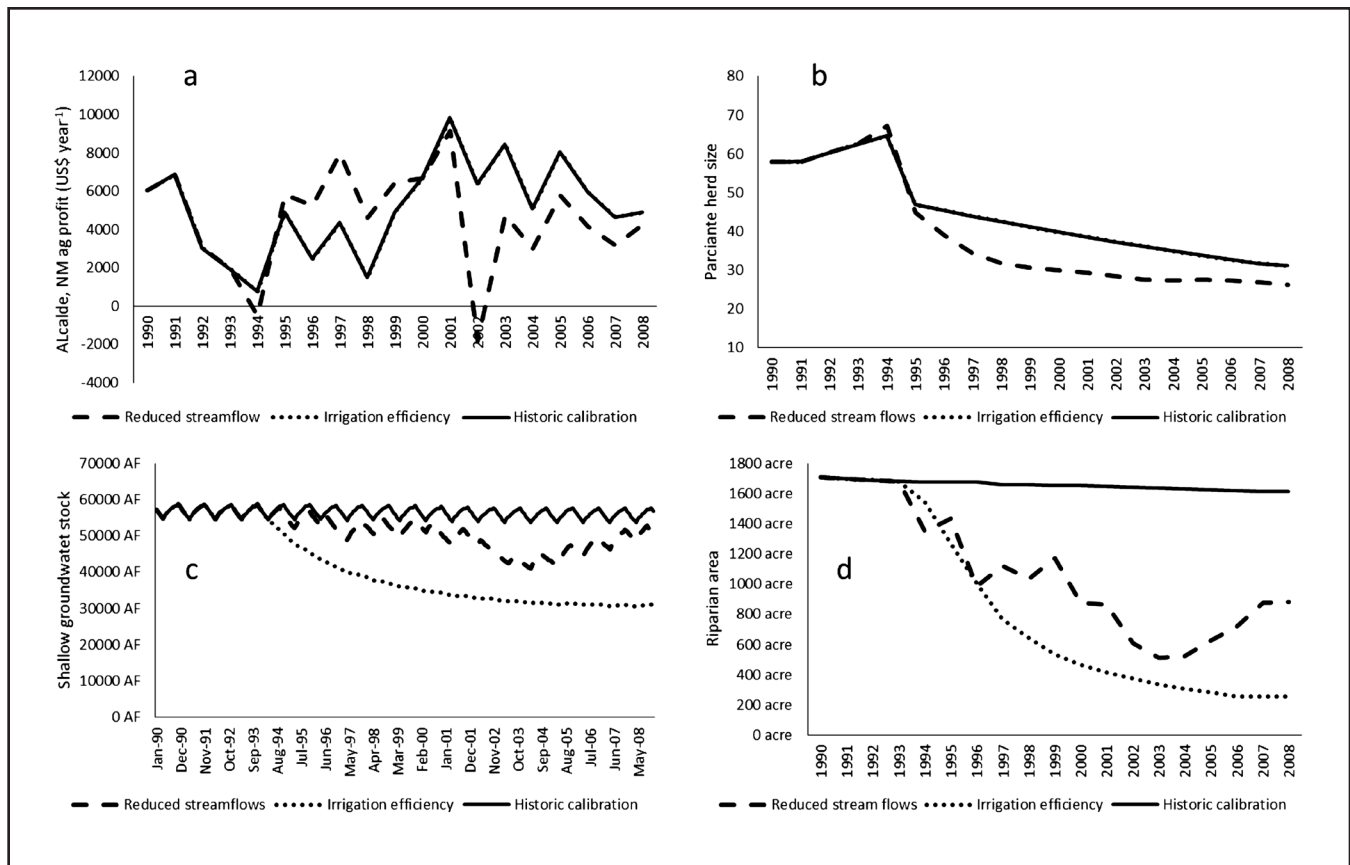 a
ALcalde, NM ag profit (US$ year⁻¹)
12000
10000
8000
6000
4000
2000
0
-2000
-4000
1990 1991 1992 1993 1994 1995 1996 1997 1998 1999 2000 2001 2002 2003 2004 2005 2006 2007 2008
Reduced streamflow Irrigation efficiency Historic calibration
b
Parciante herd size
80
70
60
50
40
30
20
10
1990 1991 1992 1993 1994 1995 1996 1997 1998 1999 2000 2001 2002 2003 2004 2005 2006 2007 2008
Reduced stream flows Irrigation efficiency Historic calibration
c
Shallow groundwatet stock
70000 AF
60000 AF
50000 AF
40000 AF
30000 AF
20000 AF
10000 AF
0 AF
Jan-90 Dec-90 Nov-91 Oct-92 Sep-93 Aug-94 Jul-95 Jun-96 May-97 Apr-98 Mar-99 Feb-00 Jan-01 Dec-01 Nov-02 Oct-03 Sep-04 Aug-05 Jul-06 Jun-07 May-08
Reduced streamflows Irrigation efficiency Historic calibration
d
Riparian area
1800 acre
1600 acre
1400 acre
1200 acre
1000 acre
800 acre
600 acre
400 acre
200 acre
0 acre
1990 1991 1992 1993 1994 1995 1996 1997 1998 1999 2000 2001 2002 2003 2004 2005 2006 2007 2008
Reduced stream flows Irrigation efficiency Historic calibration